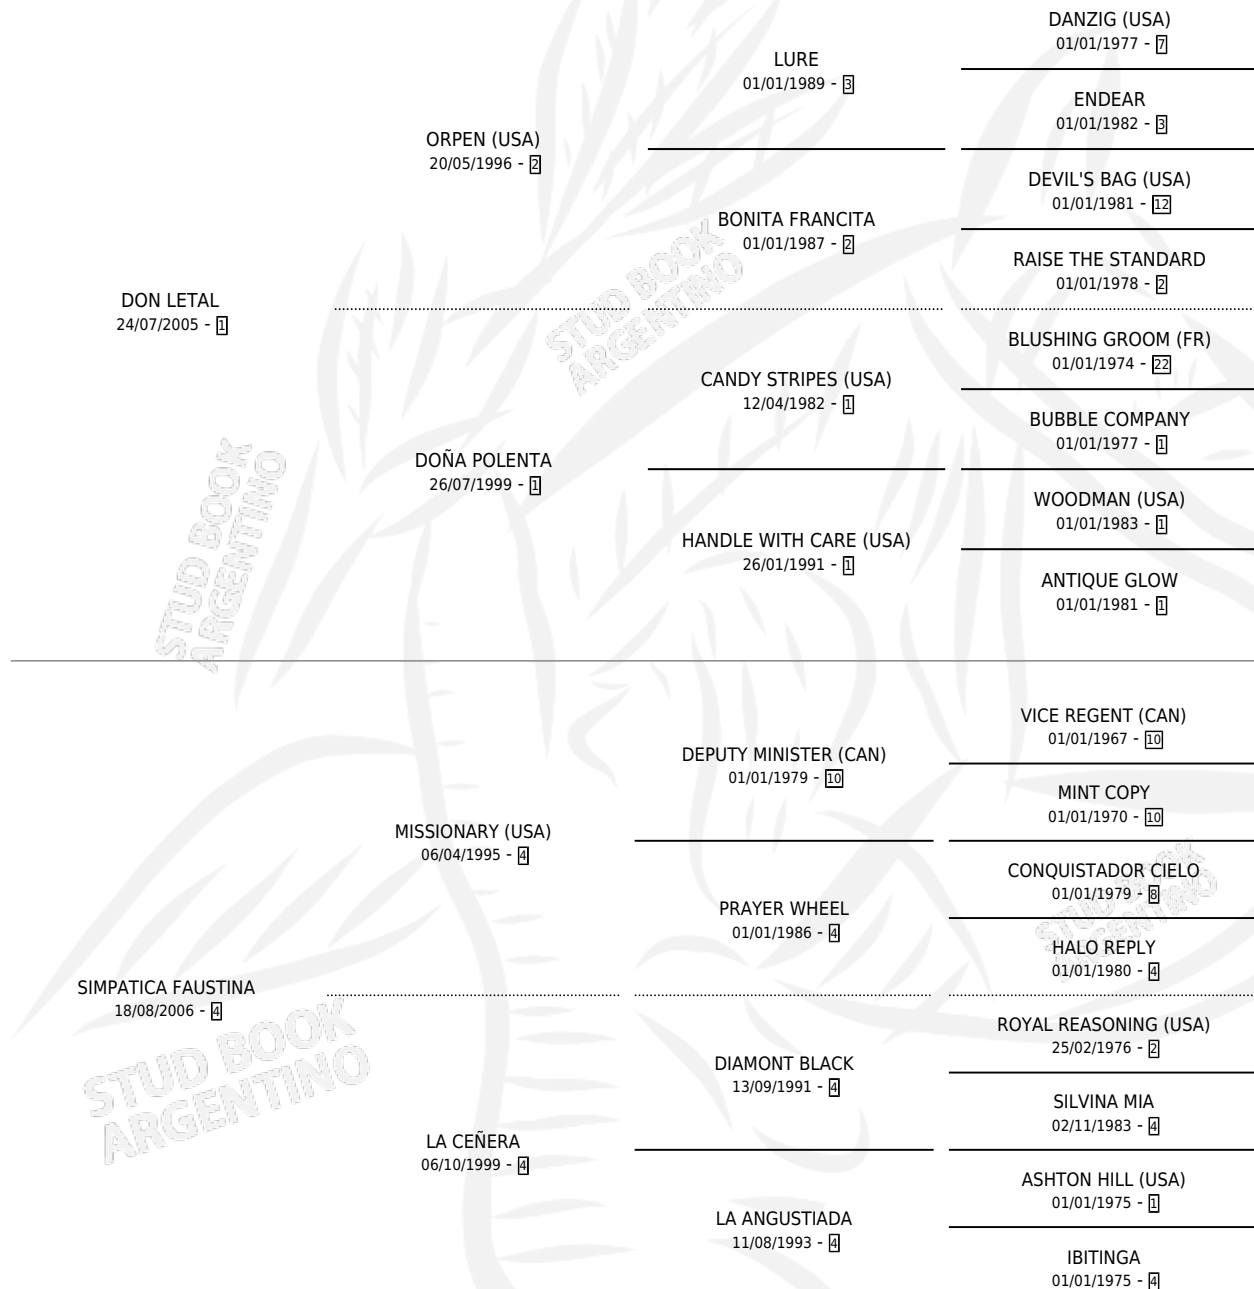 DANZIG (USA)
01/01/1977 - 7
LURE
01/01/1989 - 3
ENDEAR
01/01/1982 - 3
ORPEN (USA)
20/05/1996 - 2
DEVIL'S BAG (USA)
01/01/1981 - 12
BONITA FRANCITA
01/01/1987 - 2
RAISE THE STANDARD
01/01/1978 - 2
DON LETAL
24/07/2005 - 1
BLUSHING GROOM (FR)
01/01/1974 - 22
CANDY STRIPES (USA)
12/04/1982 - 1
BUBBLE COMPANY
01/01/1977 - 1
DOÑA POLENTA
26/07/1999 - 1
WOODMAN (USA)
01/01/1983 - 1
HANDLE WITH CARE (USA)
26/01/1991 - 1
ANTIQUE GLOW
01/01/1981 - 1
VICE REGENT (CAN)
01/01/1967 - 10
DEPUTY MINISTER (CAN)
01/01/1979 - 10
MINT COPY
01/01/1970 - 10
MISSIONARY (USA)
06/04/1995 - 4
CONQUISTADOR CIELO
01/01/1979 - 8
PRAYER WHEEL
01/01/1986 - 4
HALO REPLY
01/01/1980 - 4
SIMPATICA FAUSTINA
18/08/2006 - 4
ROYAL REASONING (USA)
25/02/1976 - 2
DIAMONT BLACK
13/09/1991 - 4
SILVINA MIA
02/11/1983 - 4
LA CEÑERA
06/10/1999 - 4
ASHTON HILL (USA)
01/01/1975 - 1
LA ANGUSTIADA
11/08/1993 - 4
IBITINGA
01/01/1975 - 4
STUD BOOK
ARGENTINO
STUD BOOK
ARGENTINO
STUD BOOK
ARGENTINO
STUD BOOK
ARGENTINO